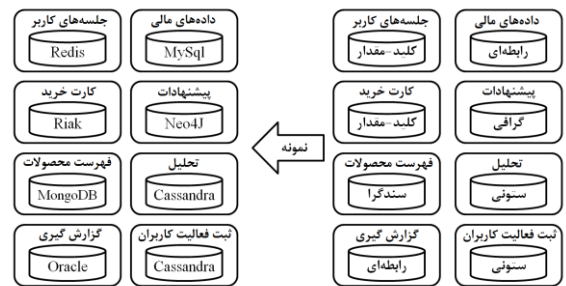 داده‌های مالی
رابطه‌ای
جلسه‌های کاربر
کلید-مقدار
پیشنهادات
گرافی
کارت خرید
کلید-مقدار
تحلیل
ستونی
فهرست محصولات
سندگرا
ثبت فعالیت کاربران
ستونی
گزارش گیری
رابطه‌ای
نمونه
داده‌های مالی
MySql
جلسه‌های کاربر
Redis
پیشنهادات
Neo4J
کارت خرید
Riak
تحلیل
Cassandra
فهرست محصولات
MongoDB
ثبت فعالیت کاربران
Cassandra
گزارش گیری
Oracle